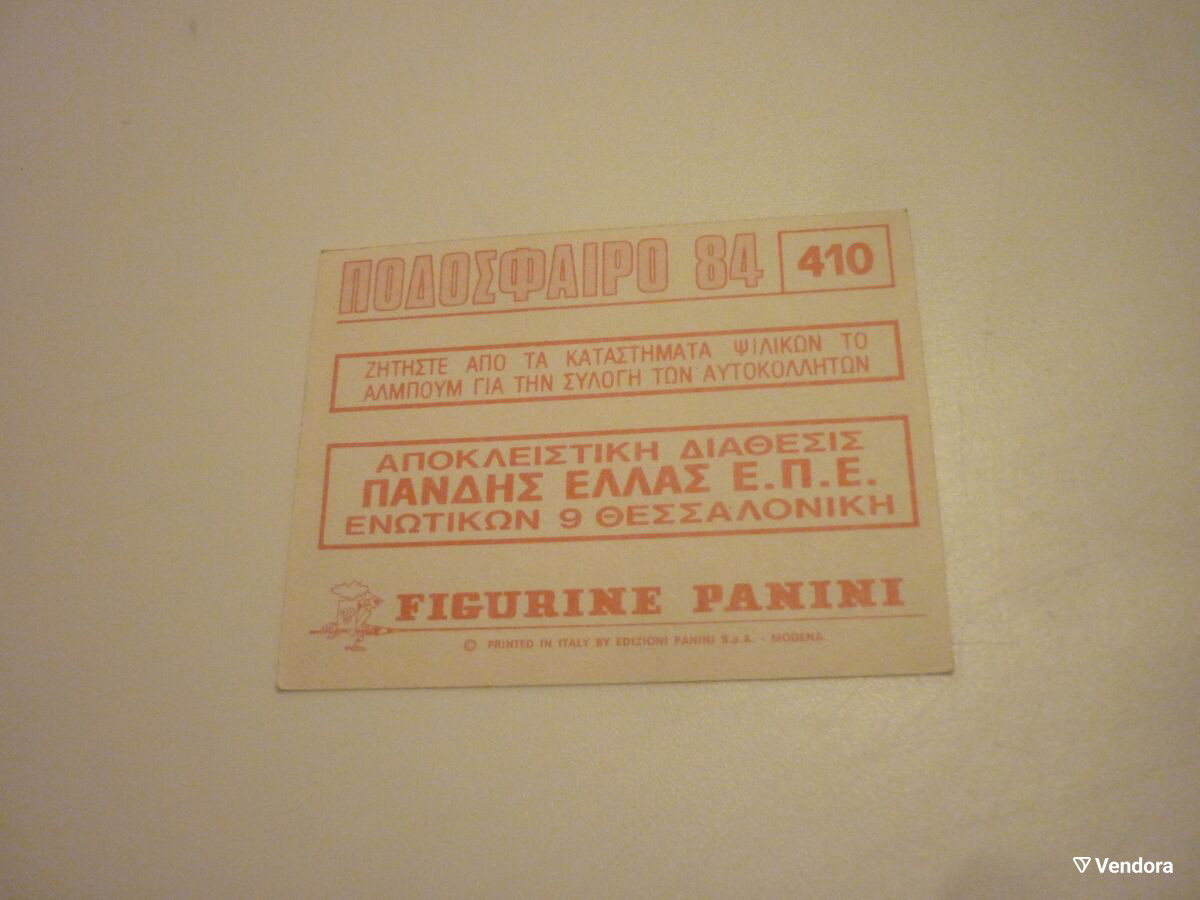 ΠΟΔΟΣΦΑΙΡΟ 84 410
ΖΗΤΗΣΤΕ ΑΠΟ ΤΑ ΚΑΤΑΣΤΗΜΑΤΑ ΨΙΛΙΚΩΝ ΤΟ
ΑΛΜΠΟΥΜ ΓΙΑ ΤΗΝ ΣΥΛΟΓΗ ΤΩΝ ΑΥΤΟΚΟΛΛΗΤΩΝ
ΑΠΟΚΛΕΙΣΤΙΚΗ ΔΙΑΘΕΣΙΣ
ΠΑΝΔΗΣ ΕΛΛΑΣ Ε.Π.Ε.
ΕΝΩΤΙΚΩΝ 9 ΘΕΣΣΑΛΟΝΙΚΗ
FIGURINE PANINI
© PRINTED IN ITALY BY EDIZIONI PANINI S.p.A. - MODENA
Vendora